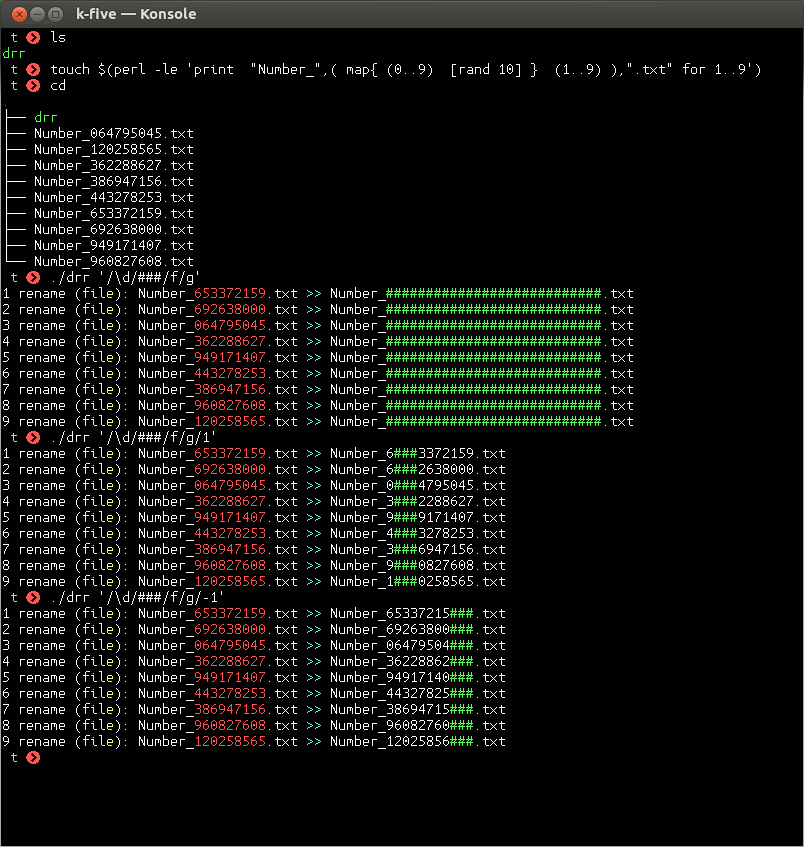 k-five — Konsole
t ls
drr
t touch $(perl -le 'print  "Number_",( map{ (0..9)  [rand 10] }  (1..9) ),".txt" for 1..9')
t cd
.
├── drr
├── Number_064795045.txt
├── Number_120258565.txt
├── Number_362288627.txt
├── Number_386947156.txt
├── Number_443278253.txt
├── Number_653372159.txt
├── Number_692638000.txt
├── Number_949171407.txt
└── Number_960827608.txt
t ./drr '/\d/###/f/g'
1 rename (file): Number_653372159.txt >> Number_###########################.txt
2 rename (file): Number_692638000.txt >> Number_###########################.txt
3 rename (file): Number_064795045.txt >> Number_###########################.txt
4 rename (file): Number_362288627.txt >> Number_###########################.txt
5 rename (file): Number_949171407.txt >> Number_###########################.txt
6 rename (file): Number_443278253.txt >> Number_###########################.txt
7 rename (file): Number_386947156.txt >> Number_###########################.txt
8 rename (file): Number_960827608.txt >> Number_###########################.txt
9 rename (file): Number_120258565.txt >> Number_###########################.txt
t ./drr '/\d/###/f/g/1'
1 rename (file): Number_653372159.txt >> Number_6###3372159.txt
2 rename (file): Number_692638000.txt >> Number_6###2638000.txt
3 rename (file): Number_064795045.txt >> Number_0###4795045.txt
4 rename (file): Number_362288627.txt >> Number_3###2288627.txt
5 rename (file): Number_949171407.txt >> Number_9###9171407.txt
6 rename (file): Number_443278253.txt >> Number_4###3278253.txt
7 rename (file): Number_386947156.txt >> Number_3###6947156.txt
8 rename (file): Number_960827608.txt >> Number_9###0827608.txt
9 rename (file): Number_120258565.txt >> Number_1###0258565.txt
t ./drr '/\d/###/f/g/-1'
1 rename (file): Number_653372159.txt >> Number_65337215###.txt
2 rename (file): Number_692638000.txt >> Number_69263800###.txt
3 rename (file): Number_064795045.txt >> Number_06479504###.txt
4 rename (file): Number_362288627.txt >> Number_36228862###.txt
5 rename (file): Number_949171407.txt >> Number_94917140###.txt
6 rename (file): Number_443278253.txt >> Number_44327825###.txt
7 rename (file): Number_386947156.txt >> Number_38694715###.txt
8 rename (file): Number_960827608.txt >> Number_96082760###.txt
9 rename (file): Number_120258565.txt >> Number_12025856###.txt
t